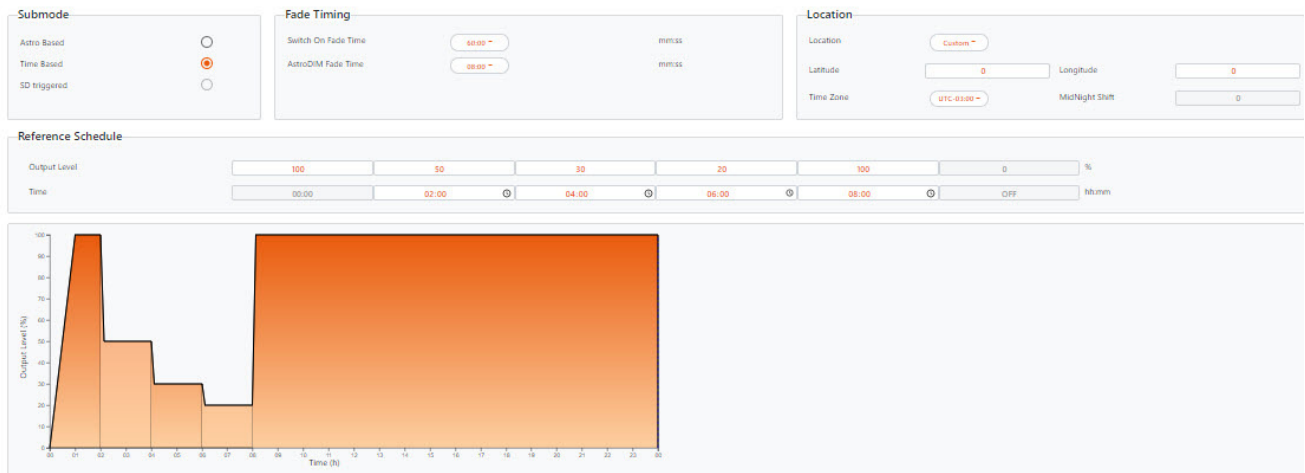 Submode
Astro Based
Time Based
SD triggered
Fade Timing
Switch On Fade Time 60:00 mm:ss
AstroDIM Fade Time 08:00 mm:ss
Location
Location Custom
Latitude 0 Longitude 0
Time Zone UTC-03:00 MidNight Shift 0
Reference Schedule
Output Level 100 50 30 20 100 0 %
Time 00:00 02:00 04:00 06:00 08:00 OFF hh:mm
Output Level (%)
100
90
80
70
60
50
40
30
20
10
0
00 01 02 03 04 05 06 07 08 09 10 11 12 13 14 15 16 17 18 19 20 21 22 23 00
Time (h)